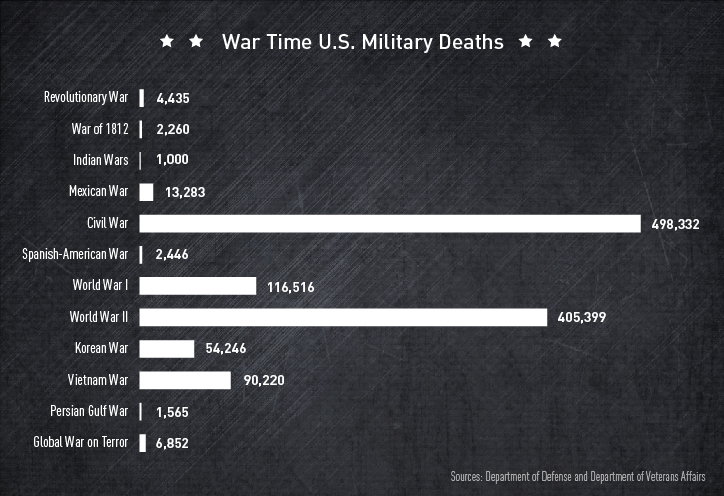 War Time U.S. Military Deaths
Revolutionary War 4,435
War of 1812 2,260
Indian Wars 1,000
Mexican War 13,283
Civil War 498,332
Spanish-American War 2,446
World War I 116,516
World War II 405,399
Korean War 54,246
Vietnam War 90,220
Persian Gulf War 1,565
Global War on Terror 6,852
Sources: Department of Defense and Department of Veterans Affairs